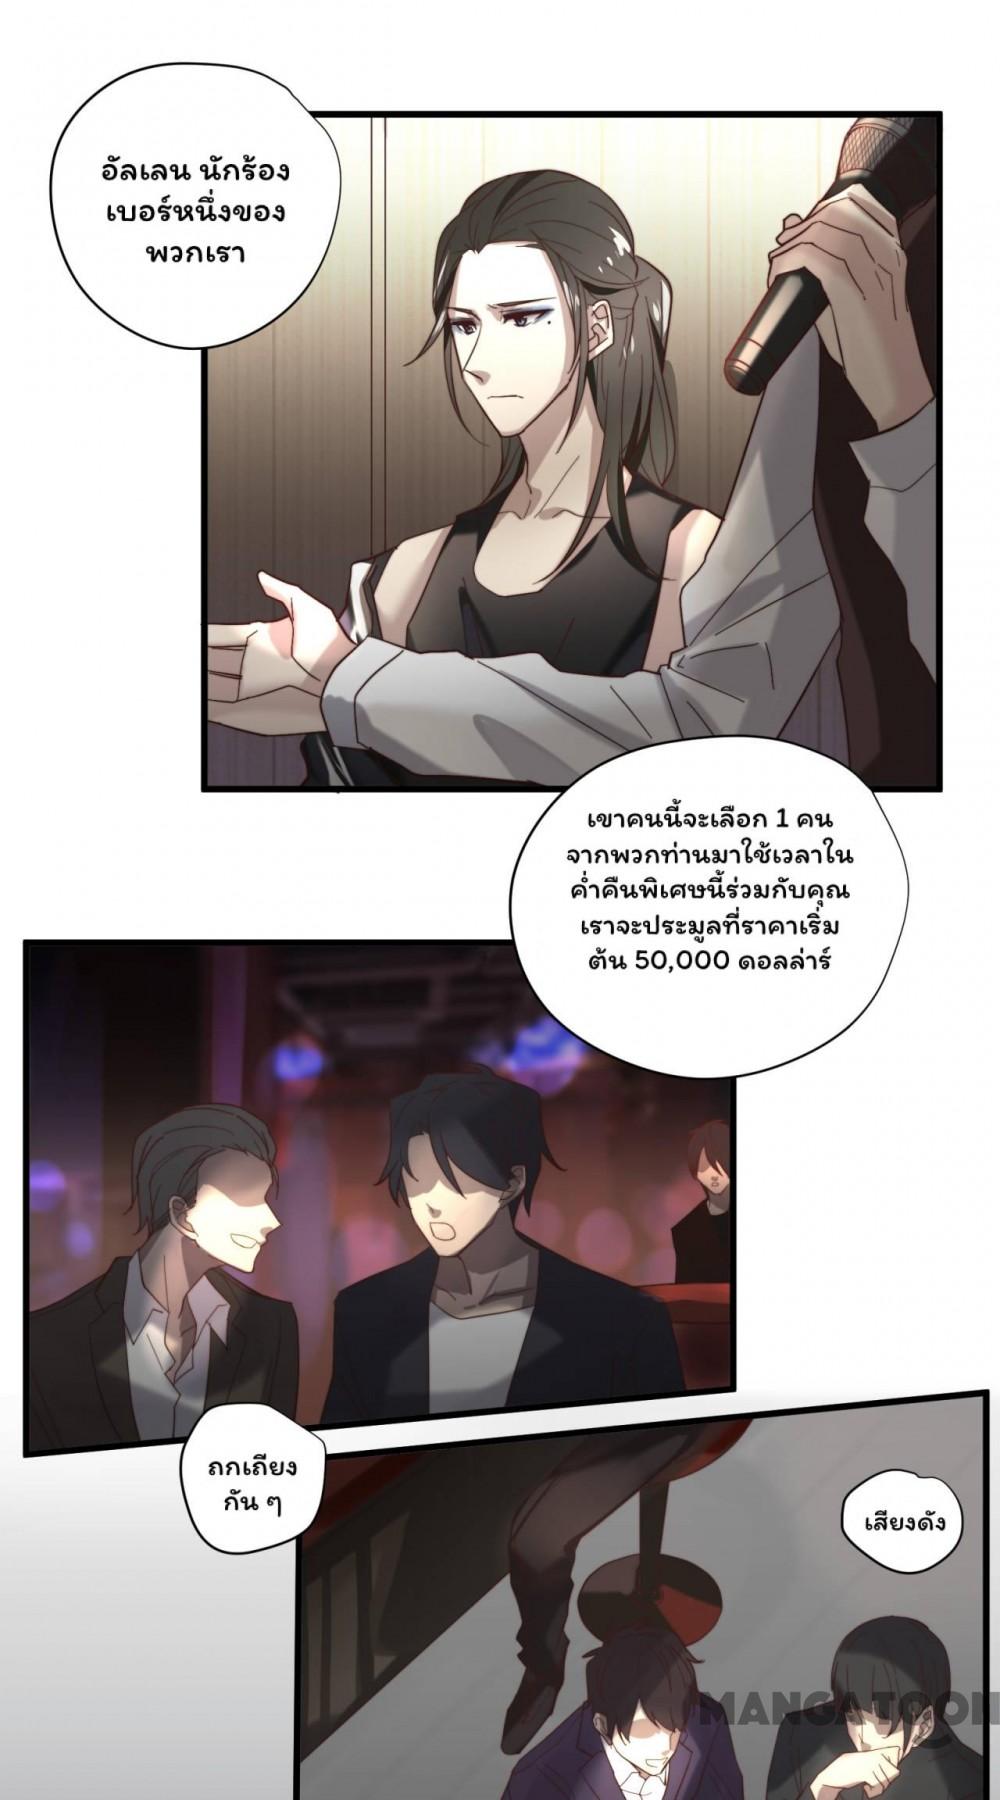 อัลเลน นักร้อง
เบอร์หนึ่งของ
พวกเรา
เขาคนนี้จะเลือก 1 คน
จากพวกท่านมาใช้เวลาใน
ค่ำคืนพิเศษนี้ร่วมกับคุณ
เราจะประมูลที่ราคาเริ่ม
ต้น 50,000 ดอลล่าร์
ถกเถียง
กัน ๆ
เสียงดัง
MANGATOON